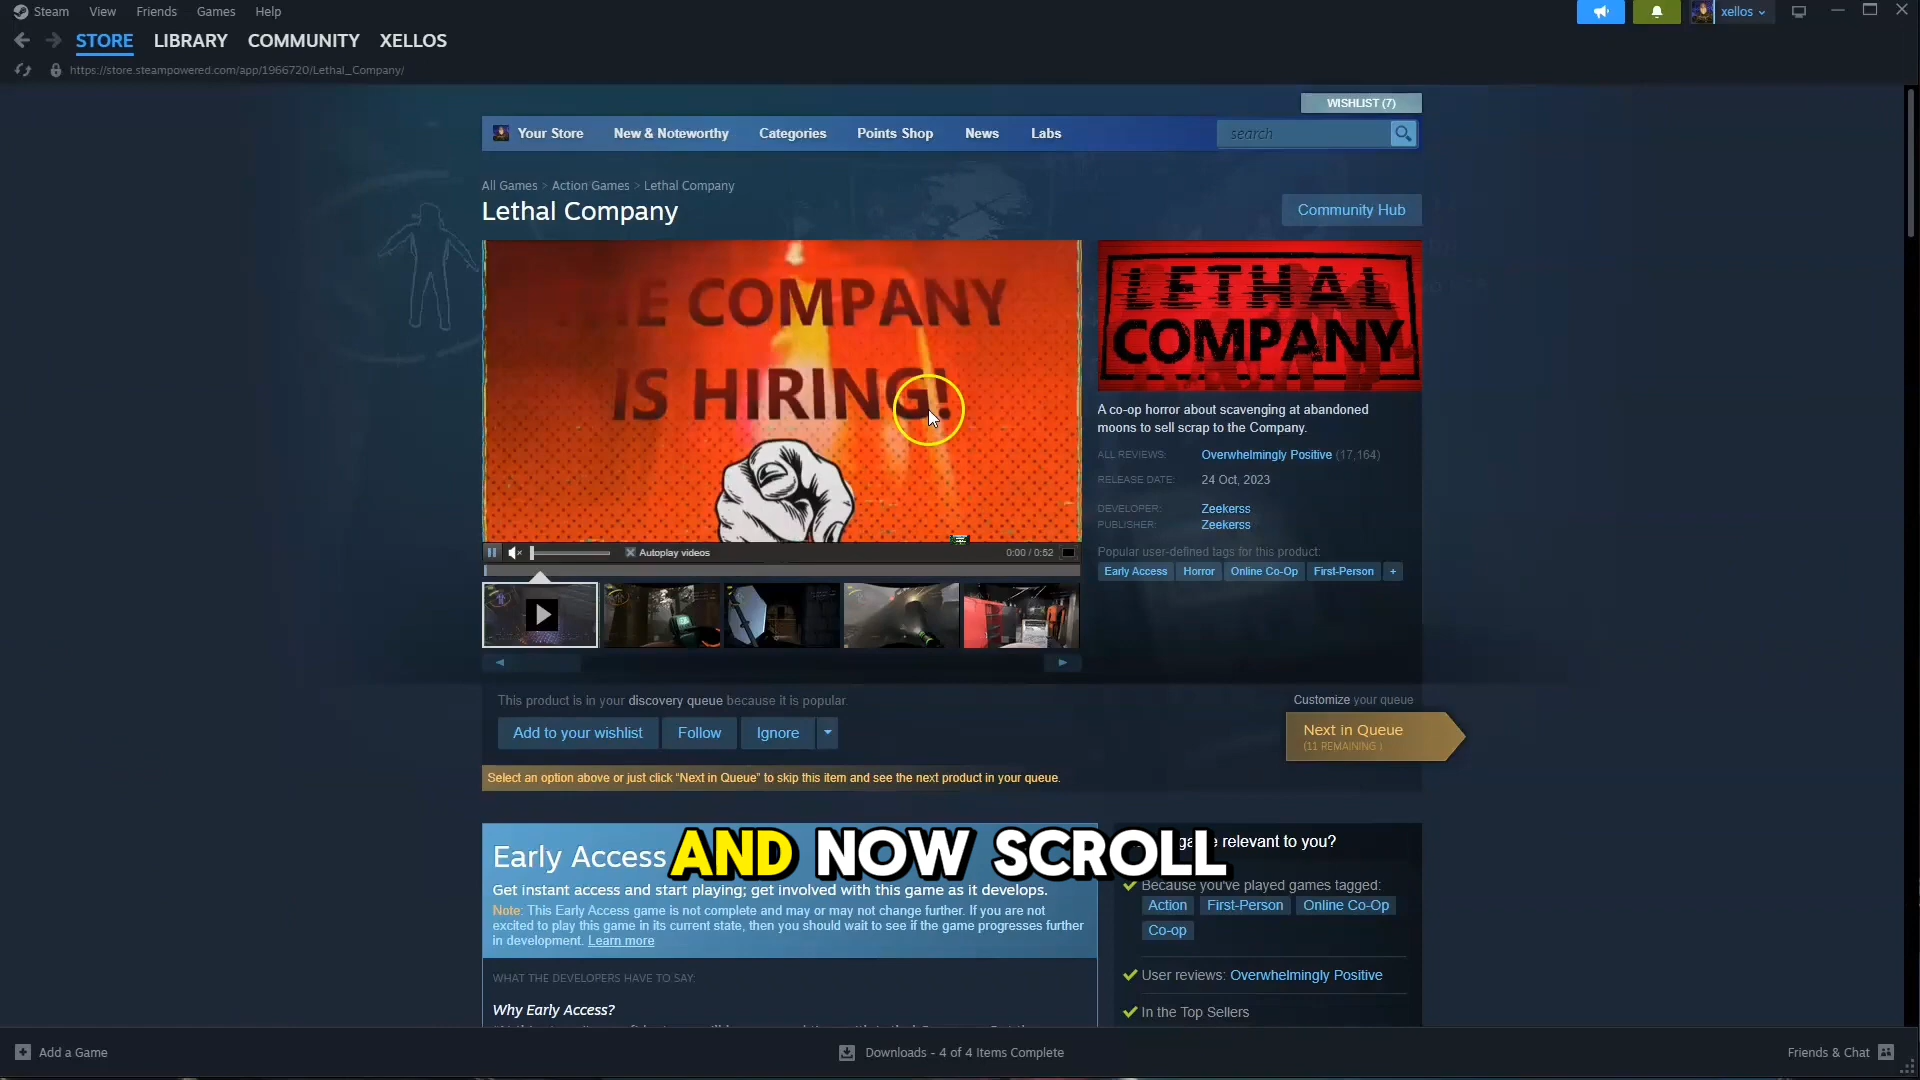 Steam View Friends Games Help
xellos
STORE LIBRARY COMMUNITY XELLOS
https://store.steampowered.com/app/1966720/Lethal_Company/
WISHLIST (7)
Your Store New & Noteworthy Categories Points Shop News Labs
search
All Games > Action Games > Lethal Company
Lethal Company
Community Hub
COMPANY
IS HIRING!
LETHAL
COMPANY
A co-op horror about scavenging at abandoned
moons to sell scrap to the Company.
ALL REVIEWS: Overwhelmingly Positive (17,164)
RELEASE DATE: 24 Oct, 2023
DEVELOPER: Zeekerss
PUBLISHER: Zeekerss
Popular user-defined tags for this product:
Early Access Horror Online Co-Op First-Person +
Autoplay videos 0:00 / 0:52
This product is in your discovery queue because it is popular.
Customize your queue
Add to your wishlist Follow Ignore
Next in Queue
(11 REMAINING )
Select an option above or just click “Next in Queue” to skip this item and see the next product in your queue.
AND NOW SCROLL
Early Access
relevant to you?
Get instant access and start playing; get involved with this game as it develops.
Note: This Early Access game is not complete and may or may not change further. If you are not
excited to play this game in its current state, then you should wait to see if the game progresses further
in development. Learn more
Because you've played games tagged:
Action First-Person Online Co-Op
Co-op
WHAT THE DEVELOPERS HAVE TO SAY:
Why Early Access?
User reviews: Overwhelmingly Positive
In the Top Sellers
Add a Game
Downloads - 4 of 4 Items Complete
Friends & Chat